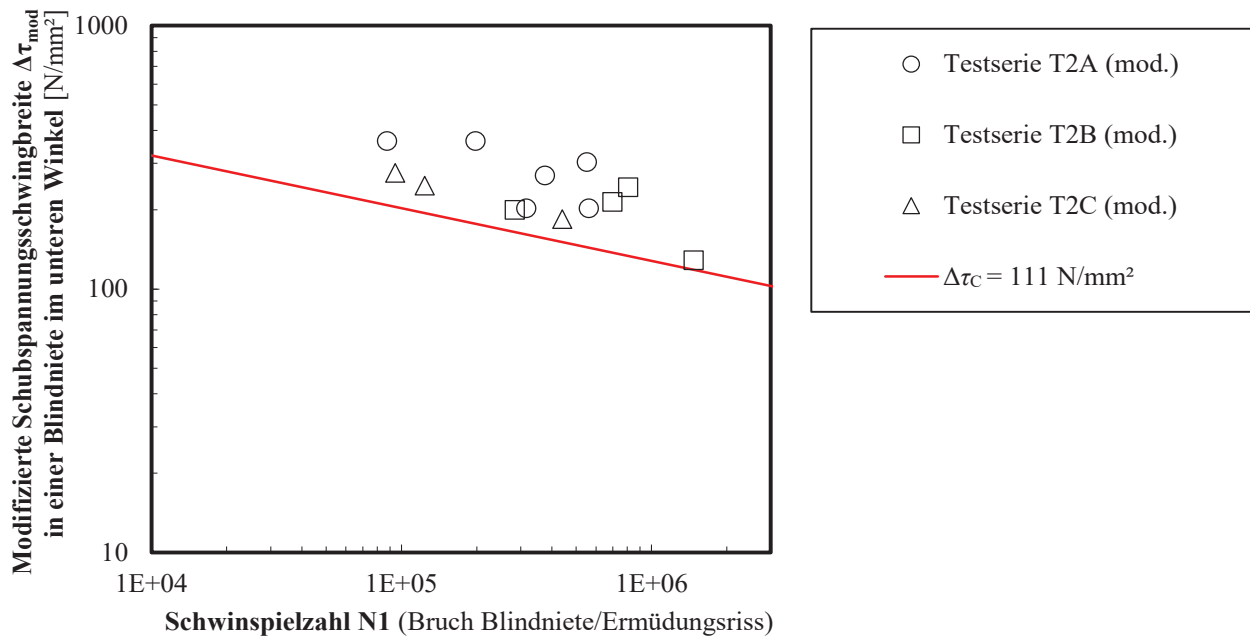 Modifizierte Schubspannungsschwingbreite Δτmod
in einer Blindniete im unteren Winkel [N/mm²]
1000
100
10
1E+04
1E+05
1E+06
Schwinspielzahl N1 (Bruch Blindniete/Ermüdungsriss)
Testserie T2A (mod.)
Testserie T2B (mod.)
Testserie T2C (mod.)
ΔτC = 111 N/mm²